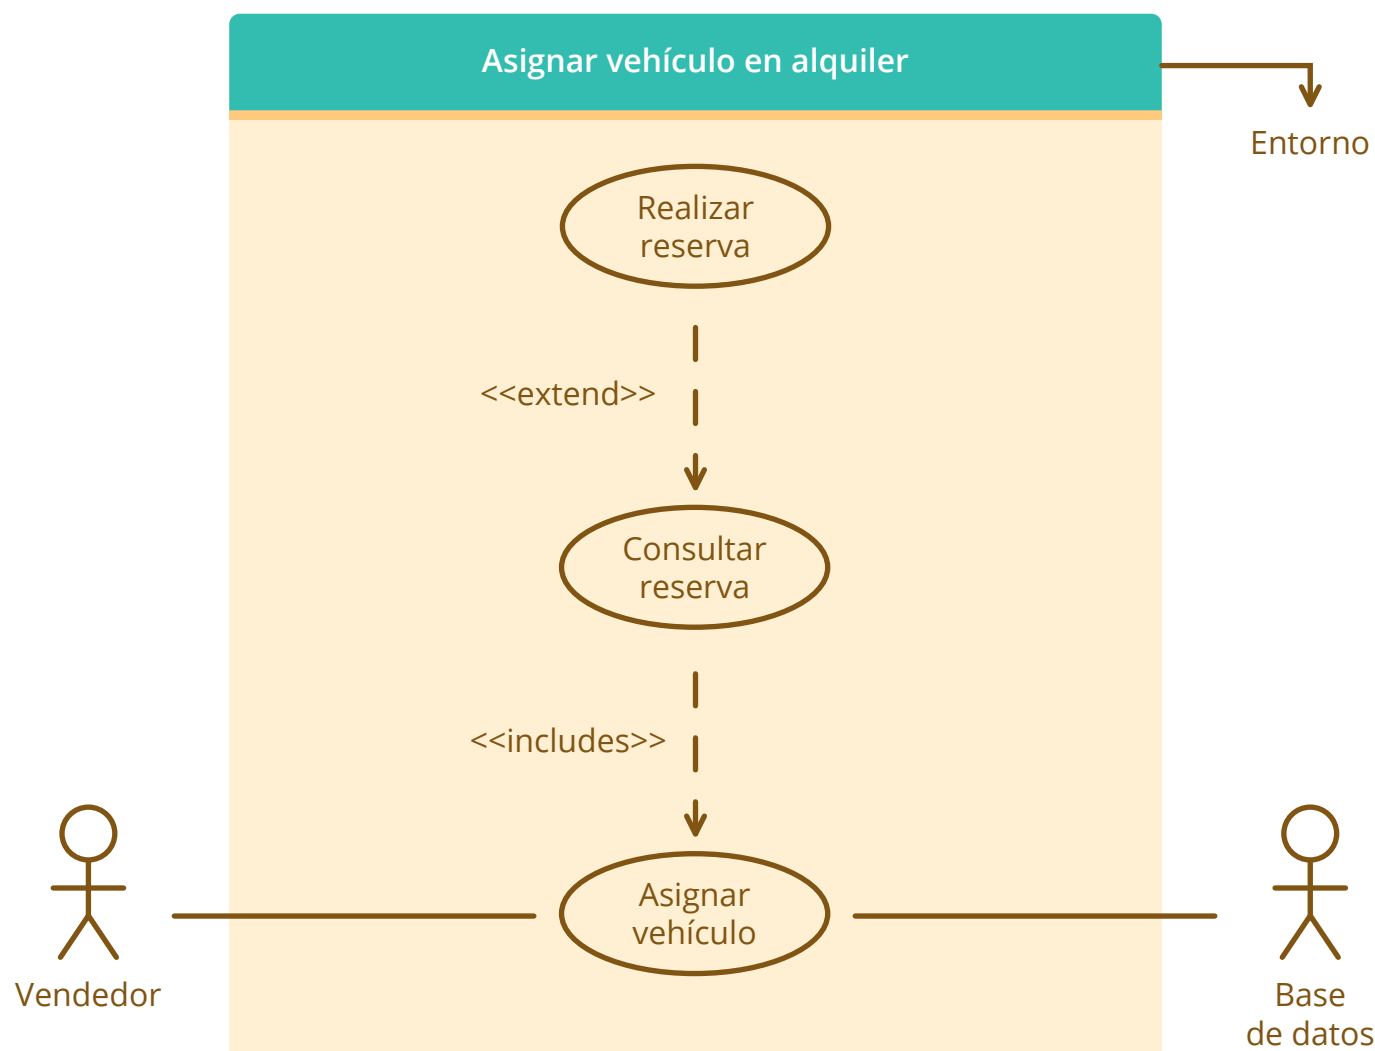 Asignar vehículo en alquiler
Entorno
Realizar
reserva
<<extend>>
Consultar
reserva
<<includes>>
Asignar
vehículo
Vendedor
Base
de datos